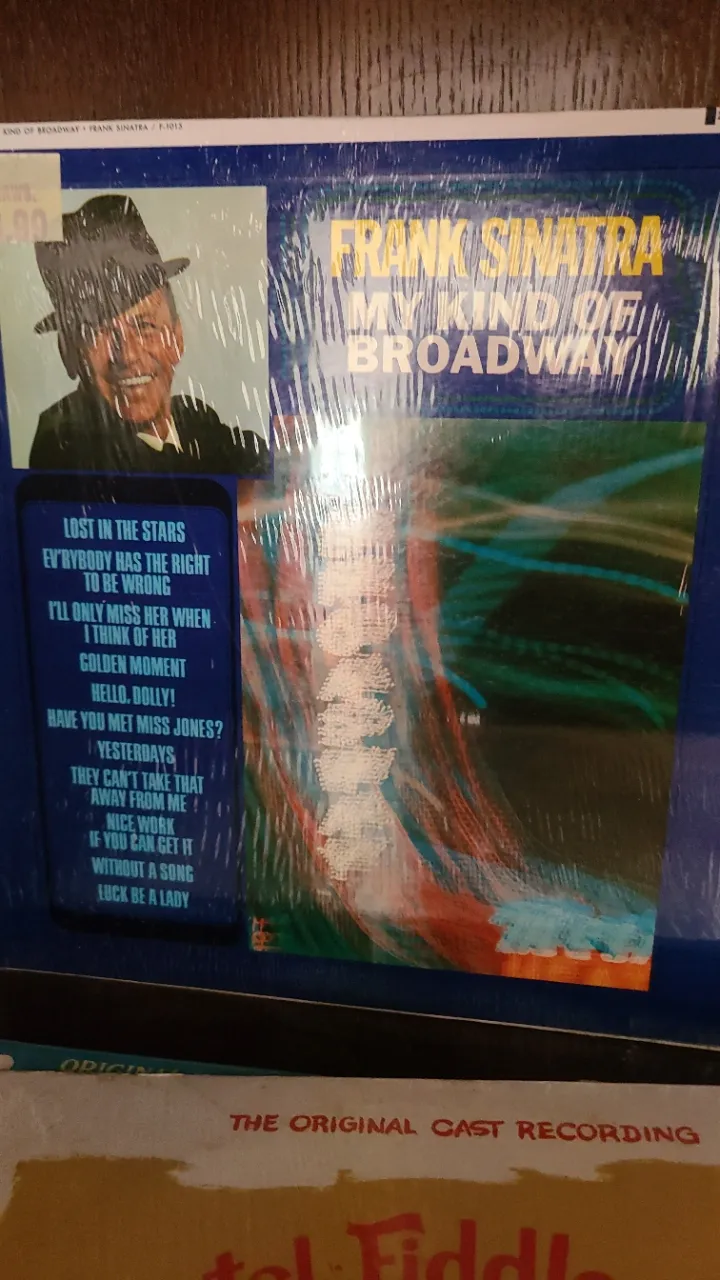 KIND OF BROADWAY • FRANK SINATRA / F-1015
.90
FRANK SINATRA
MY KIND OF
BROADWAY
LOST IN THE STARS
EV'RYBODY HAS THE RIGHT
TO BE WRONG
I'LL ONLY MISS HER WHEN
I THINK OF HER
GOLDEN MOMENT
HELLO, DOLLY!
HAVE YOU MET MISS JONES?
YESTERDAYS
THEY CAN'T TAKE THAT
AWAY FROM ME
NICE WORK
IF YOU CAN GET IT
WITHOUT A SONG
LUCK BE A LADY
ORIGINAL
THE ORIGINAL CAST RECORDING
Fiddle